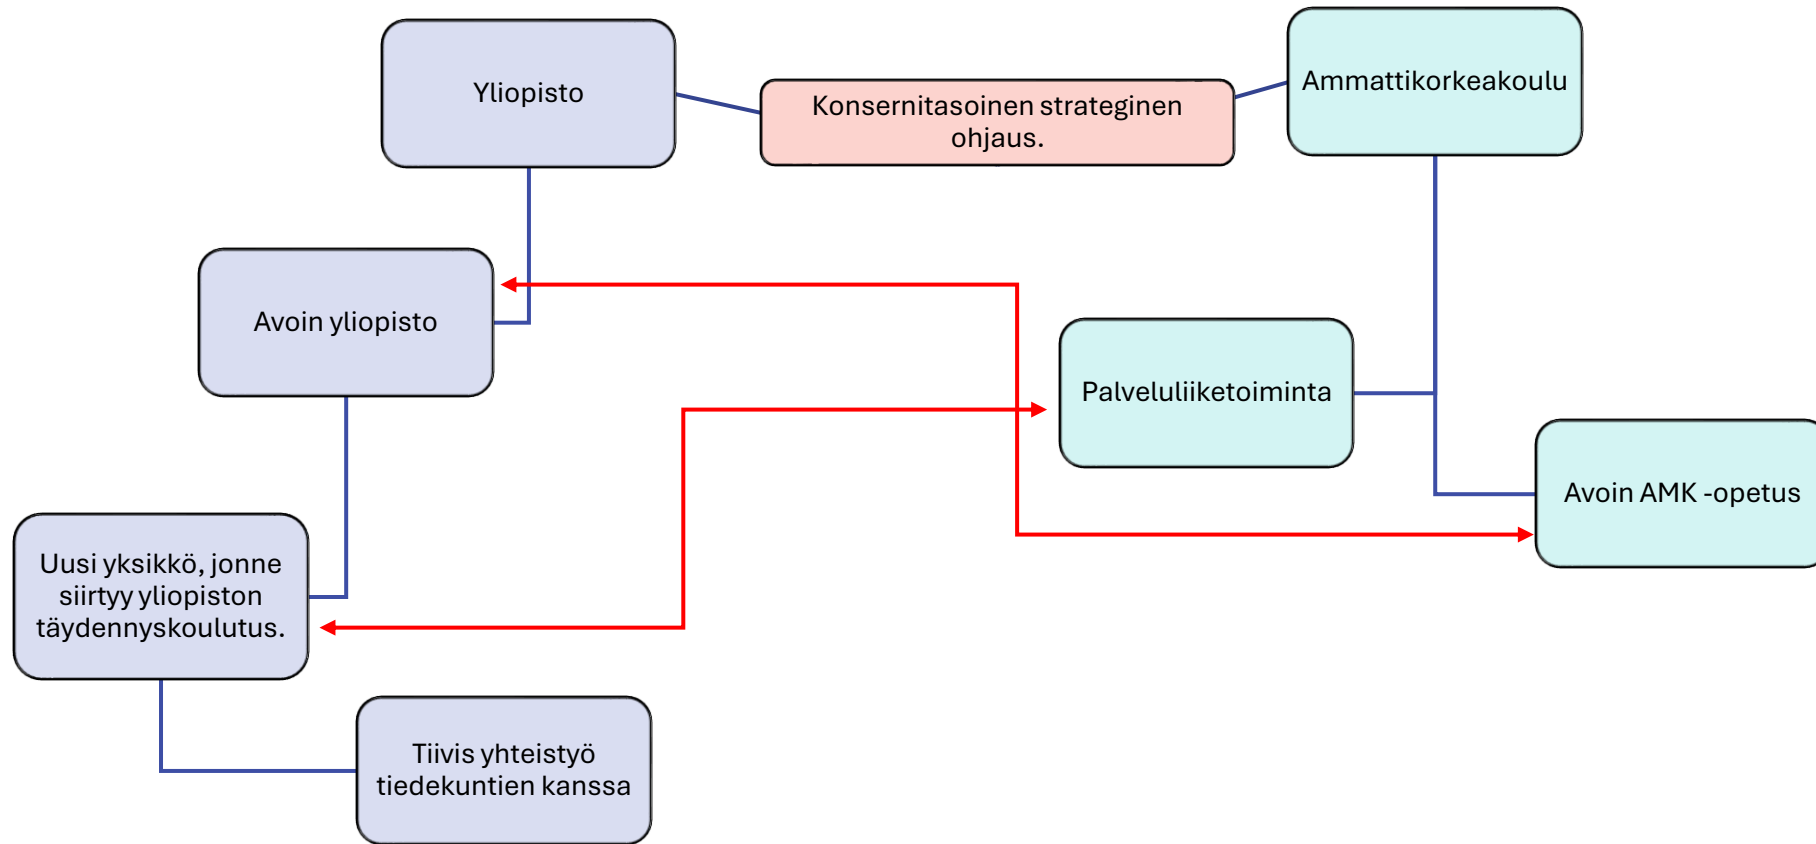 Yliopisto
Konsernitasoinen strateginen
ohjaus.
Ammattikorkeakoulu
Avoin yliopisto
Palveluliiketoiminta
Avoin AMK -opetus
Uusi yksikkö, jonne
siirtyy yliopiston
täydennyskoulutus.
Tiivis yhteistyö
tiedekuntien kanssa